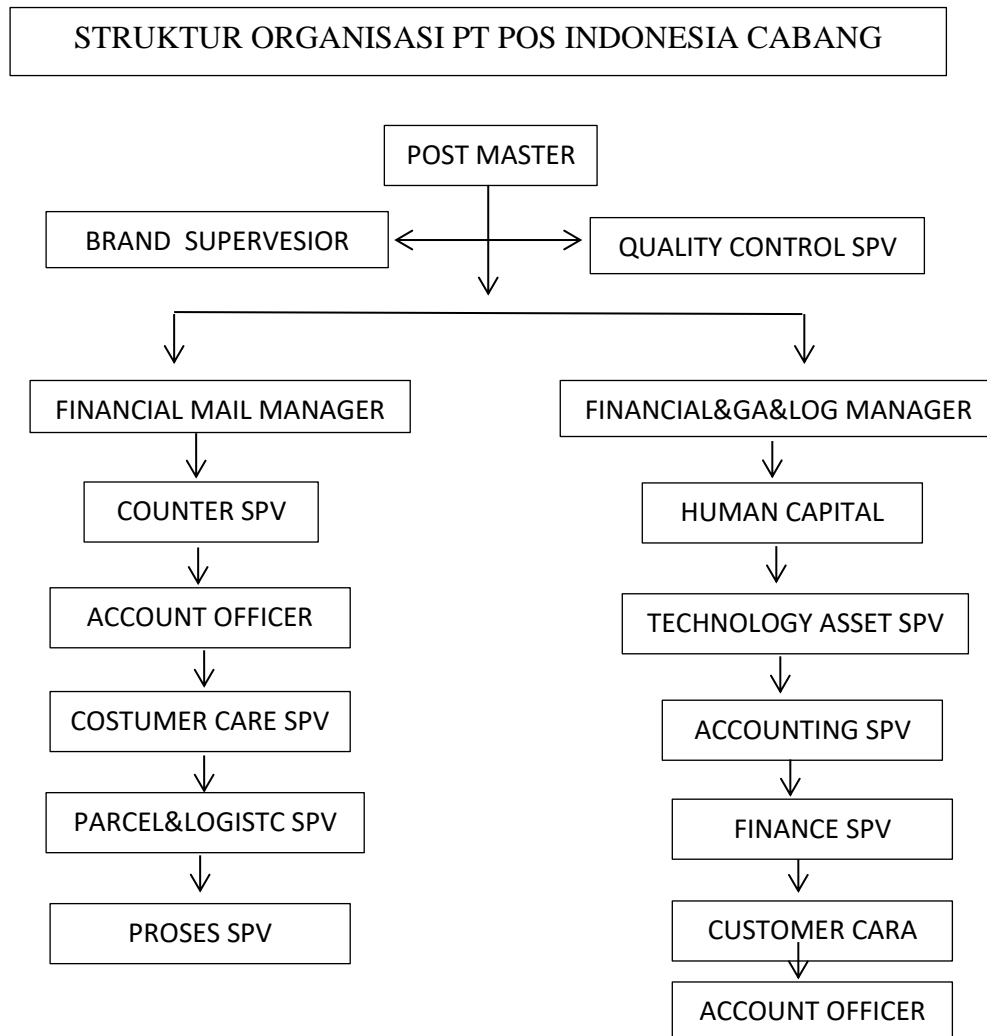 STRUKTUR ORGANISASI PT POS INDONESIA CABANG
POST MASTER
BRAND SUPERVESIOR
QUALITY CONTROL SPV
FINANCIAL MAIL MANAGER
FINANCIAL&GA&LOG MANAGER
COUNTER SPV
HUMAN CAPITAL
ACCOUNT OFFICER
TECHNOLOGY ASSET SPV
COSTUMER CARE SPV
ACCOUNTING SPV
PARCEL&LOGISTC SPV
FINANCE SPV
PROSES SPV
CUSTOMER CARA
ACCOUNT OFFICER